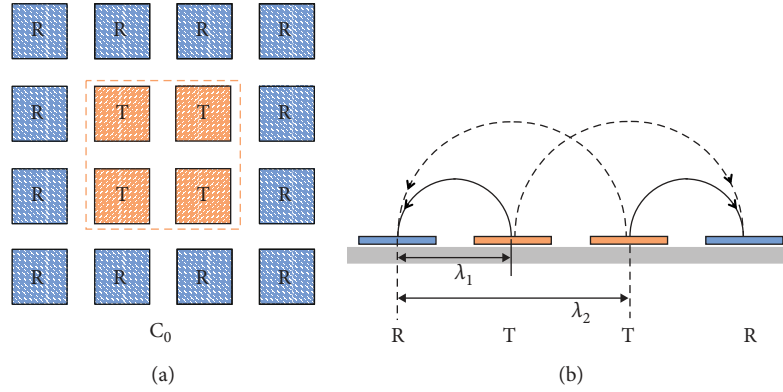 R R R R
R T T R
R T T R
R R R R
C₀
(a)
λ₁
λ₂
R T T R
(b)